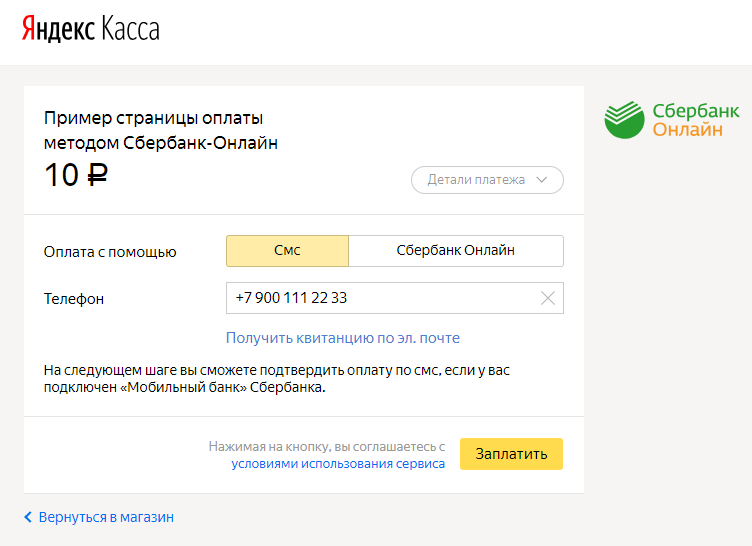 Яндекс Касса
Сбербанк
Онлайн
Пример страницы оплаты
методом Сбербанк-Онлайн
10 ₽
Детали платежа
Оплата с помощью
Смс
Сбербанк Онлайн
Телефон
+7 900 111 22 33
Получить квитанцию по эл. почте
На следующем шаге вы сможете подтвердить оплату по смс, если у вас
подключен «Мобильный банк» Сбербанка.
Нажимая на кнопку, вы соглашаетесь с
условиями использования сервиса
Заплатить
Вернуться в магазин